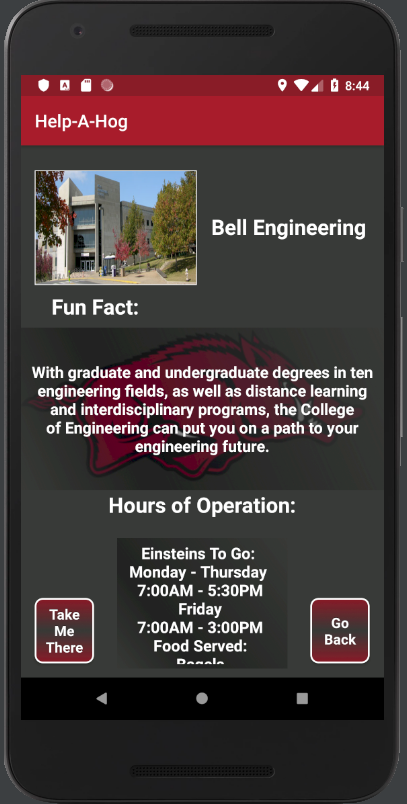 8:44
Help-A-Hog
Bell Engineering
Fun Fact:
With graduate and undergraduate degrees in ten
engineering fields, as well as distance learning
and interdisciplinary programs, the College
of Engineering can put you on a path to your
engineering future.
Hours of Operation:
Einsteins To Go:
Monday - Thursday
7:00AM - 5:30PM
Friday
7:00AM - 3:00PM
Food Served:
Bagels
Take
Me
There
Go
Back